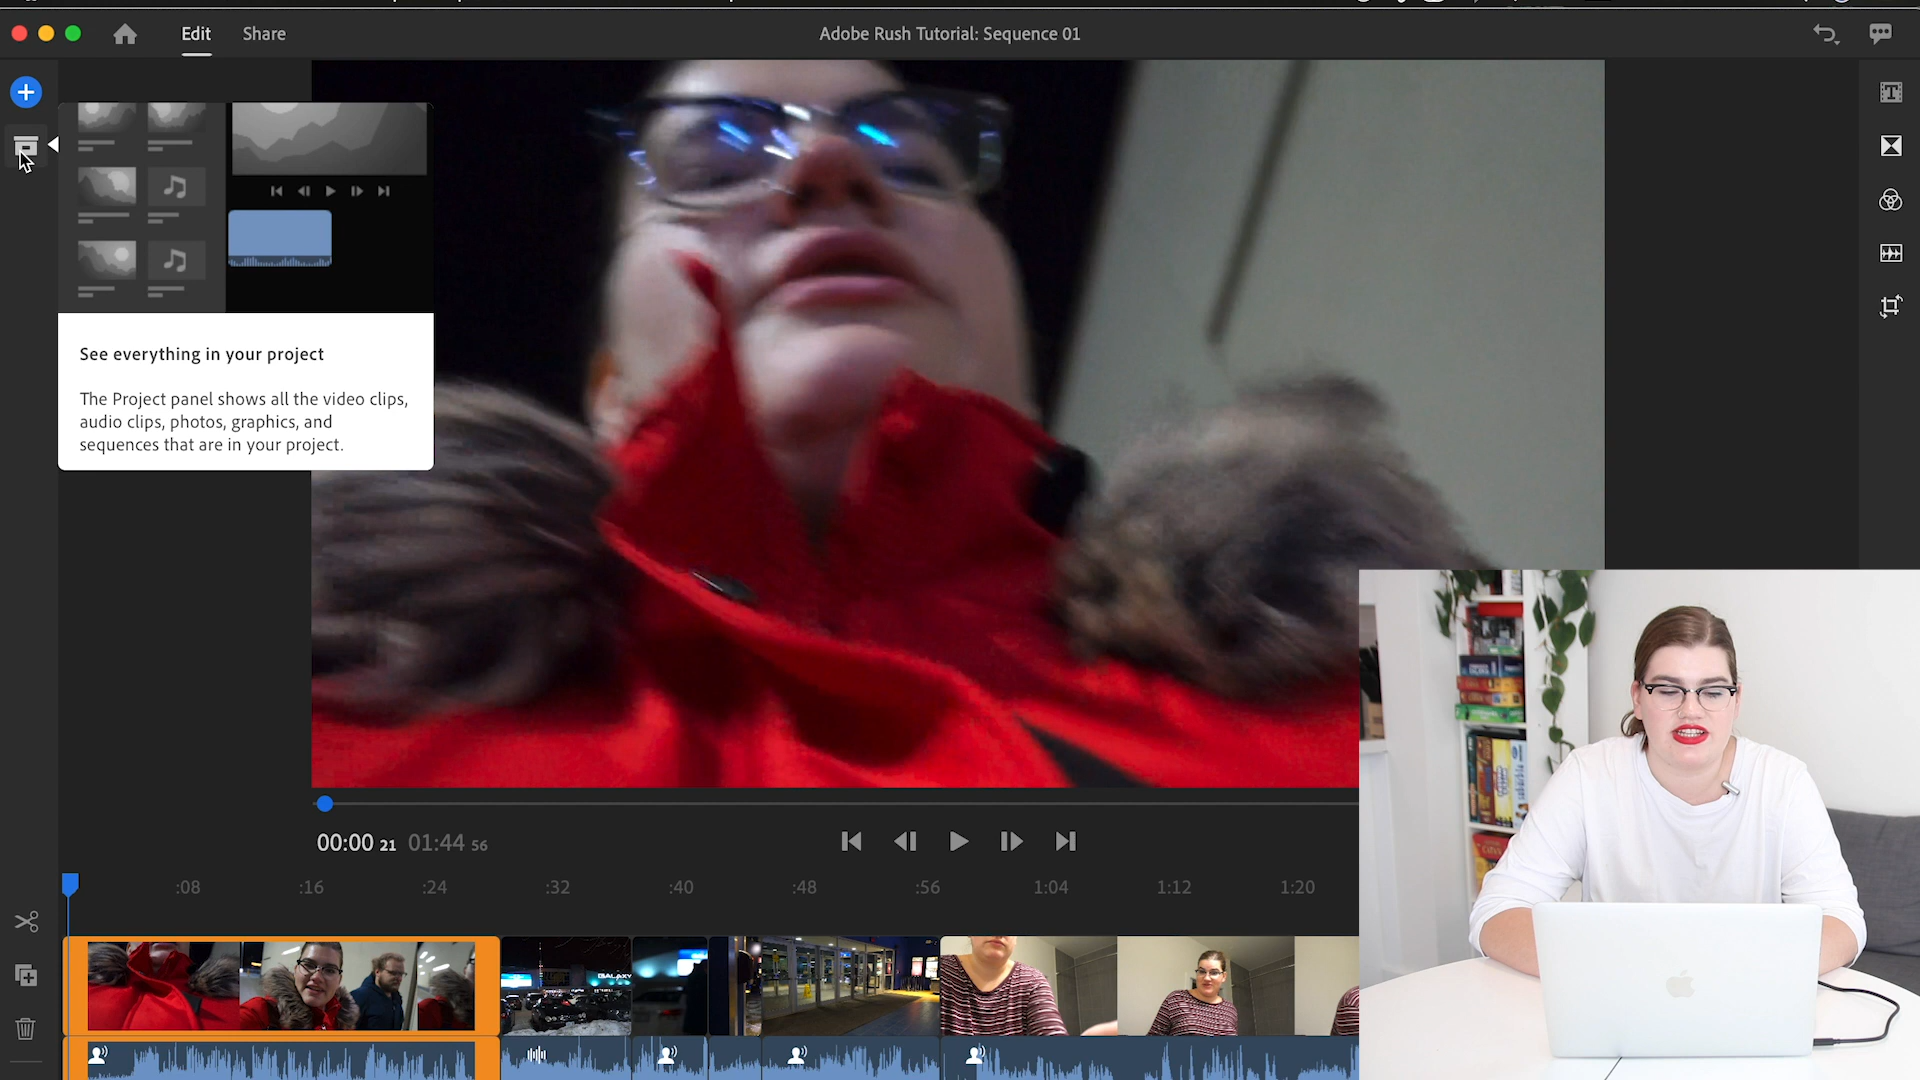 Edit
Share
Adobe Rush Tutorial: Sequence 01
See everything in your project
The Project panel shows all the video clips,
audio clips, photos, graphics, and
sequences that are in your project.
00:00 21
01:44 56
:08
:16
:24
:32
:40
:48
:56
1:04
1:12
1:20
GALAXY